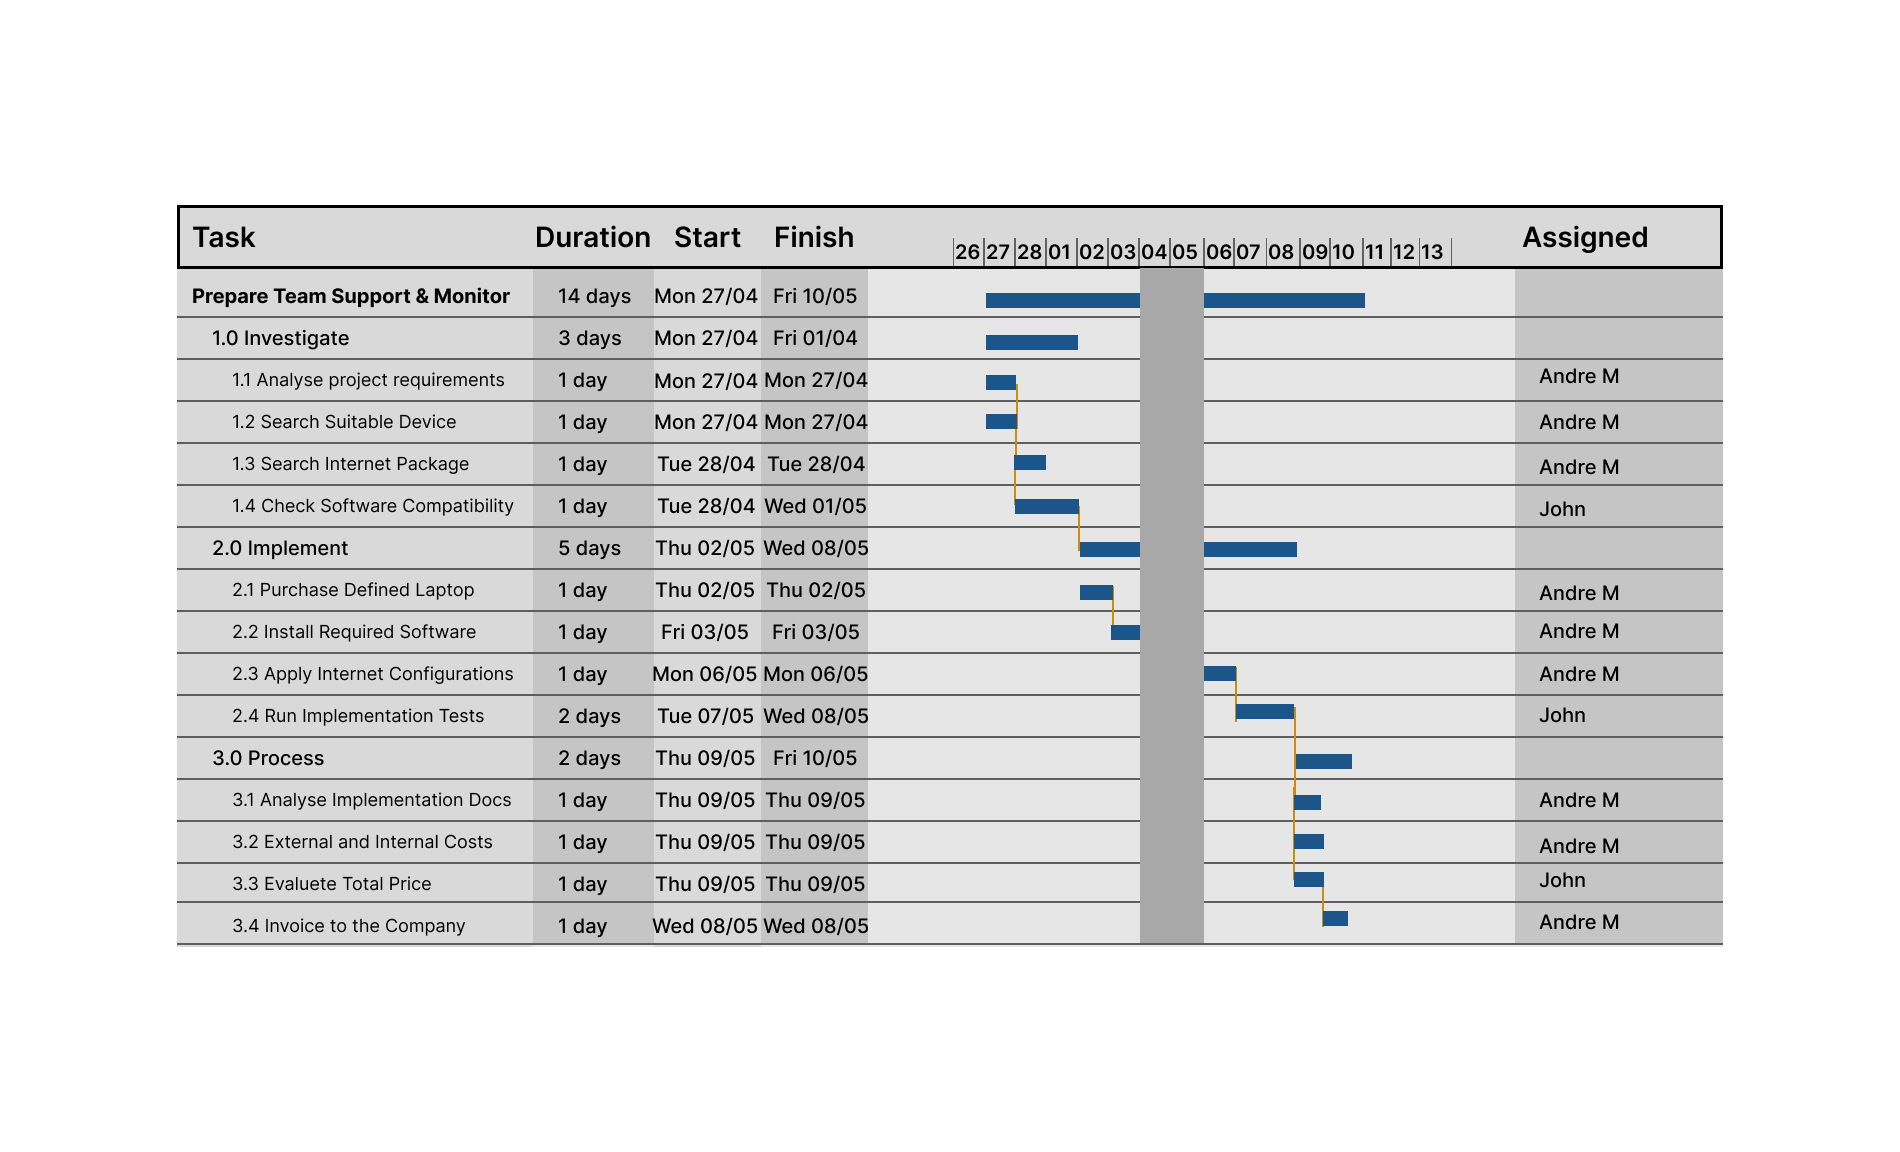 Task Duration Start Finish 26 27 28 01 02 03 04 05 06 07 08 09 10 11 12 13 Assigned
Prepare Team Support & Monitor 14 days Mon 27/04 Fri 10/05
1.0 Investigate 3 days Mon 27/04 Fri 01/04
1.1 Analyse project requirements 1 day Mon 27/04 Mon 27/04 Andre M
1.2 Search Suitable Device 1 day Mon 27/04 Mon 27/04 Andre M
1.3 Search Internet Package 1 day Tue 28/04 Tue 28/04 Andre M
1.4 Check Software Compatibility 1 day Tue 28/04 Wed 01/05 John
2.0 Implement 5 days Thu 02/05 Wed 08/05
2.1 Purchase Defined Laptop 1 day Thu 02/05 Thu 02/05 Andre M
2.2 Install Required Software 1 day Fri 03/05 Fri 03/05 Andre M
2.3 Apply Internet Configurations 1 day Mon 06/05 Mon 06/05 Andre M
2.4 Run Implementation Tests 2 days Tue 07/05 Wed 08/05 John
3.0 Process 2 days Thu 09/05 Fri 10/05
3.1 Analyse Implementation Docs 1 day Thu 09/05 Thu 09/05 Andre M
3.2 External and Internal Costs 1 day Thu 09/05 Thu 09/05 Andre M
3.3 Evaluete Total Price 1 day Thu 09/05 Thu 09/05 John
3.4 Invoice to the Company 1 day Wed 08/05 Wed 08/05 Andre M